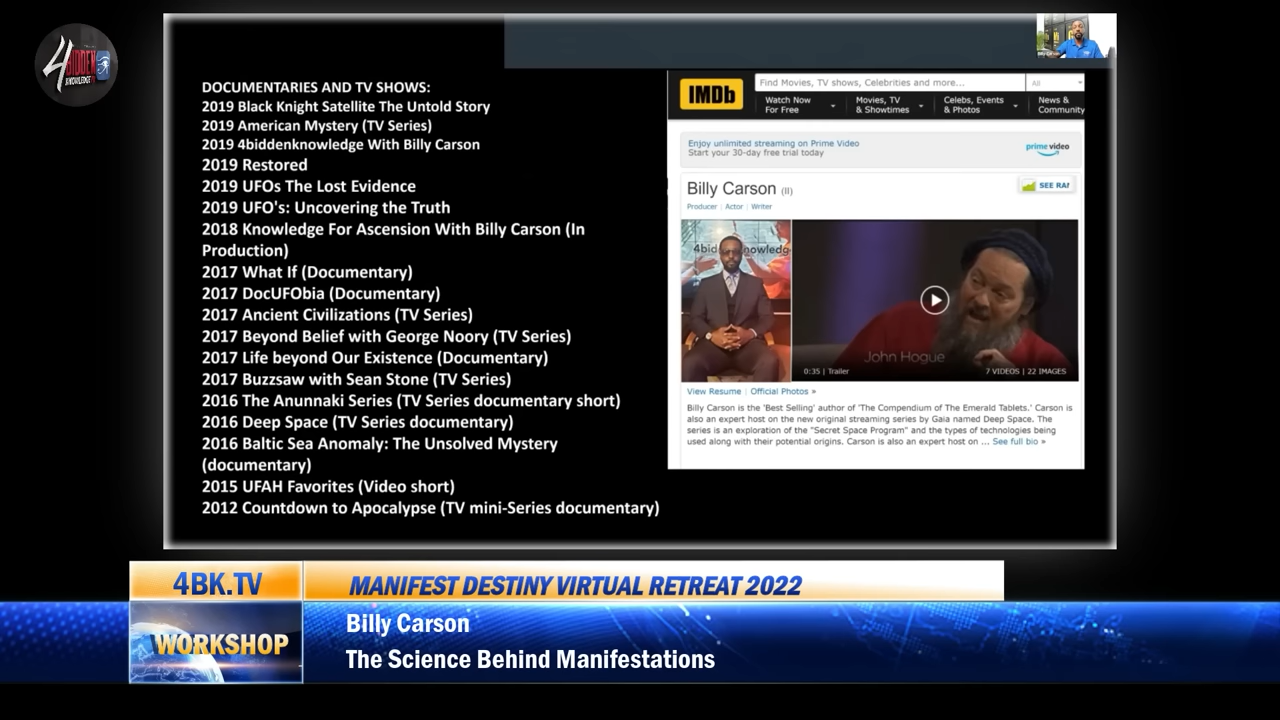 4BIDDEN
KNOWLEDGE
DOCUMENTARIES AND TV SHOWS:
2019 Black Knight Satellite The Untold Story
2019 American Mystery (TV Series)
2019 4biddenknowledge With Billy Carson
2019 Restored
2019 UFOs The Lost Evidence
2019 UFO's: Uncovering the Truth
2018 Knowledge For Ascension With Billy Carson (In
Production)
2017 What If (Documentary)
2017 DocUFObia (Documentary)
2017 Ancient Civilizations (TV Series)
2017 Beyond Belief with George Noory (TV Series)
2017 Life beyond Our Existence (Documentary)
2017 Buzzsaw with Sean Stone (TV Series)
2016 The Anunnaki Series (TV Series documentary short)
2016 Deep Space (TV Series documentary)
2016 Baltic Sea Anomaly: The Unsolved Mystery
(documentary)
2015 UFAH Favorites (Video short)
2012 Countdown to Apocalypse (TV mini-Series documentary)
IMDb
Find Movies, TV shows, Celebrities and more...
All
Watch Now
For Free
Movies, TV
& Showtimes
Celebs, Events
& Photos
News &
Community
Enjoy unlimited streaming on Prime Video
Start your 30-day free trial today
prime video
Billy Carson (II)
SEE RAN
Producer | Actor | Writer
4bid nowledg
John Hogue
0:35 | Trailer
7 VIDEOS | 22 IMAGES
View Resume | Official Photos »
Billy Carson is the 'Best Selling' author of 'The Compendium of The Emerald Tablets.' Carson is
also an expert host on the new original streaming series by Gaia named Deep Space. The
series is an exploration of the "Secret Space Program" and the types of technologies being
used along with their potential origins. Carson is also an expert host on ... See full bio »
4BK.TV
WORKSHOP
MANIFEST DESTINY VIRTUAL RETREAT 2022
Billy Carson
The Science Behind Manifestations